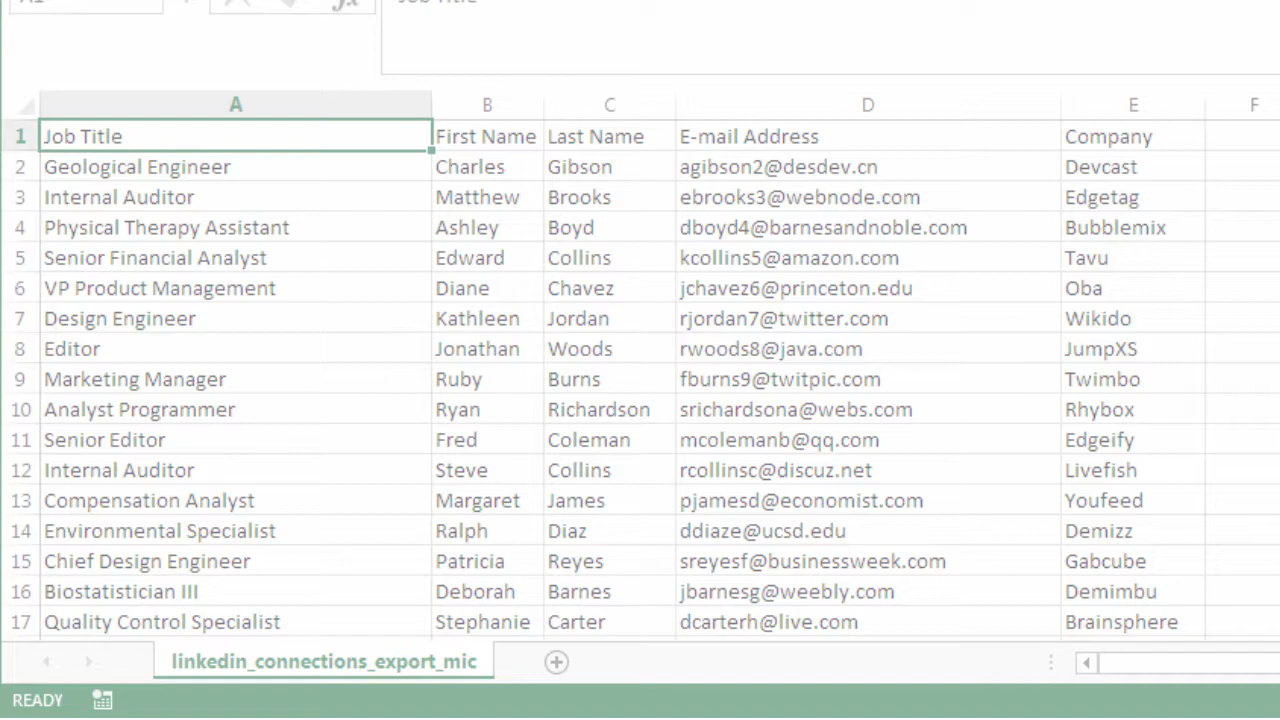 A B C D E F
1 Job Title First Name Last Name E-mail Address Company
2 Geological Engineer Charles Gibson agibson2@desdev.cn Devcast
3 Internal Auditor Matthew Brooks ebrooks3@webnode.com Edgetag
4 Physical Therapy Assistant Ashley Boyd dboyd4@barnesandnoble.com Bubblemix
5 Senior Financial Analyst Edward Collins kcollins5@amazon.com Tavu
6 VP Product Management Diane Chavez jchavez6@princeton.edu Oba
7 Design Engineer Kathleen Jordan rjordan7@twitter.com Wikido
8 Editor Jonathan Woods rwoods8@java.com JumpXS
9 Marketing Manager Ruby Burns fburns9@twitpic.com Twimbo
10 Analyst Programmer Ryan Richardson srichardsona@webs.com Rhybox
11 Senior Editor Fred Coleman mcolemanb@qq.com Edgeify
12 Internal Auditor Steve Collins rcollinsc@discuz.net Livefish
13 Compensation Analyst Margaret James pjamesd@economist.com Youfeed
14 Environmental Specialist Ralph Diaz ddiaze@ucsd.edu Demizz
15 Chief Design Engineer Patricia Reyes sreyesf@businessweek.com Gabcube
16 Biostatistician III Deborah Barnes jbarnesg@weebly.com Demimbu
17 Quality Control Specialist Stephanie Carter dcarterh@live.com Brainsphere
linkedin_connections_export_mic
READY